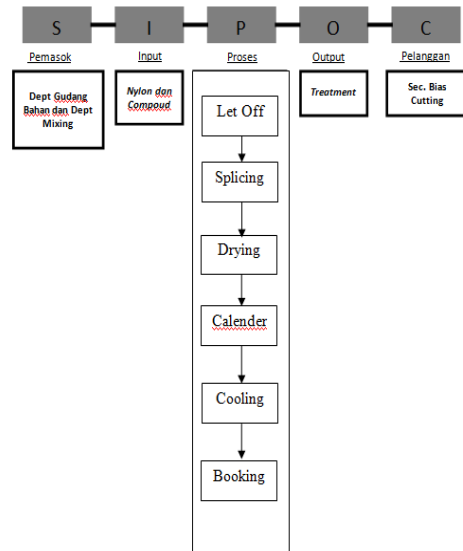 S I P O C
Pemasok Input Proses Output Pelanggan
Dept Gudang
Bahan dan Dept
Mixing
Nylon dan
Compoud
Treatment
Sec. Bias
Cutting
Let Off
Splicing
Drying
Calender
Cooling
Booking